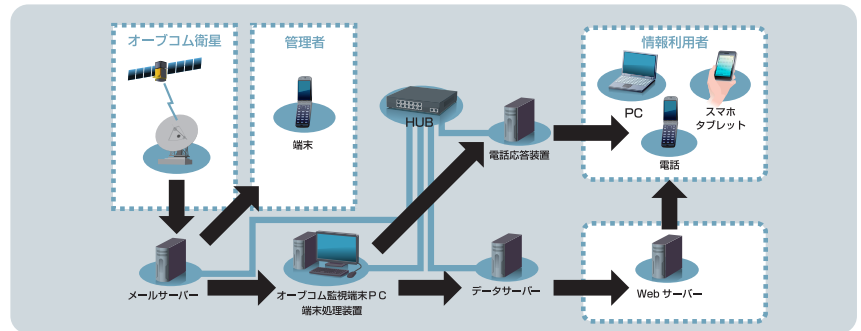 オーブコム衛星
管理者
情報利用者
端末
HUB
電話応答装置
PC
スマホ
タブレット
電話
メールサーバー
オーブコム監視端末PC
端末処理装置
データサーバー
Web サーバー